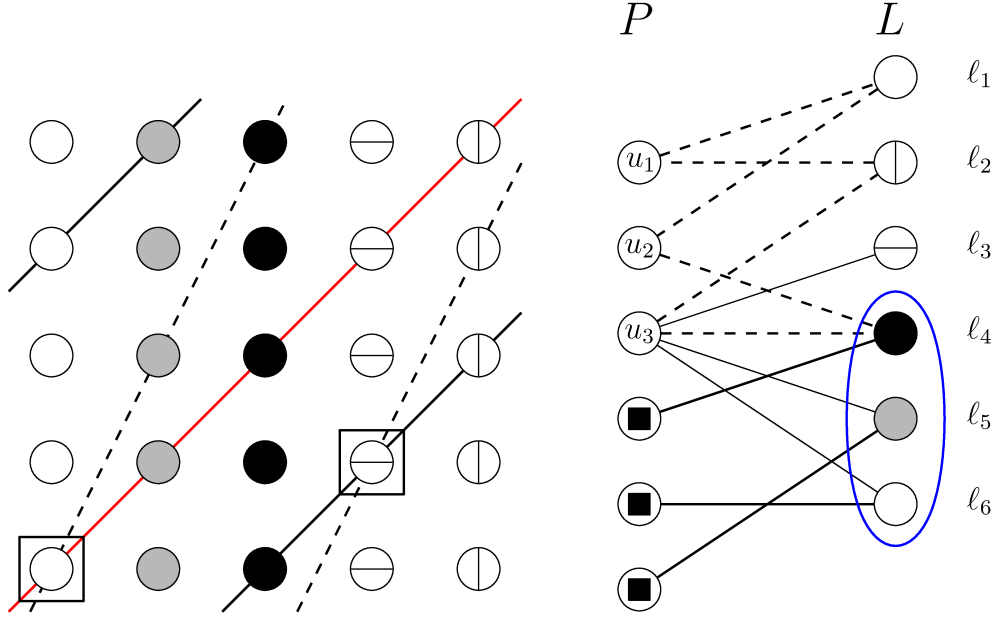 P L
ℓ₁
u₁ ℓ₂
u₂ ℓ₃
u₃ ℓ₄
ℓ₅
ℓ₆